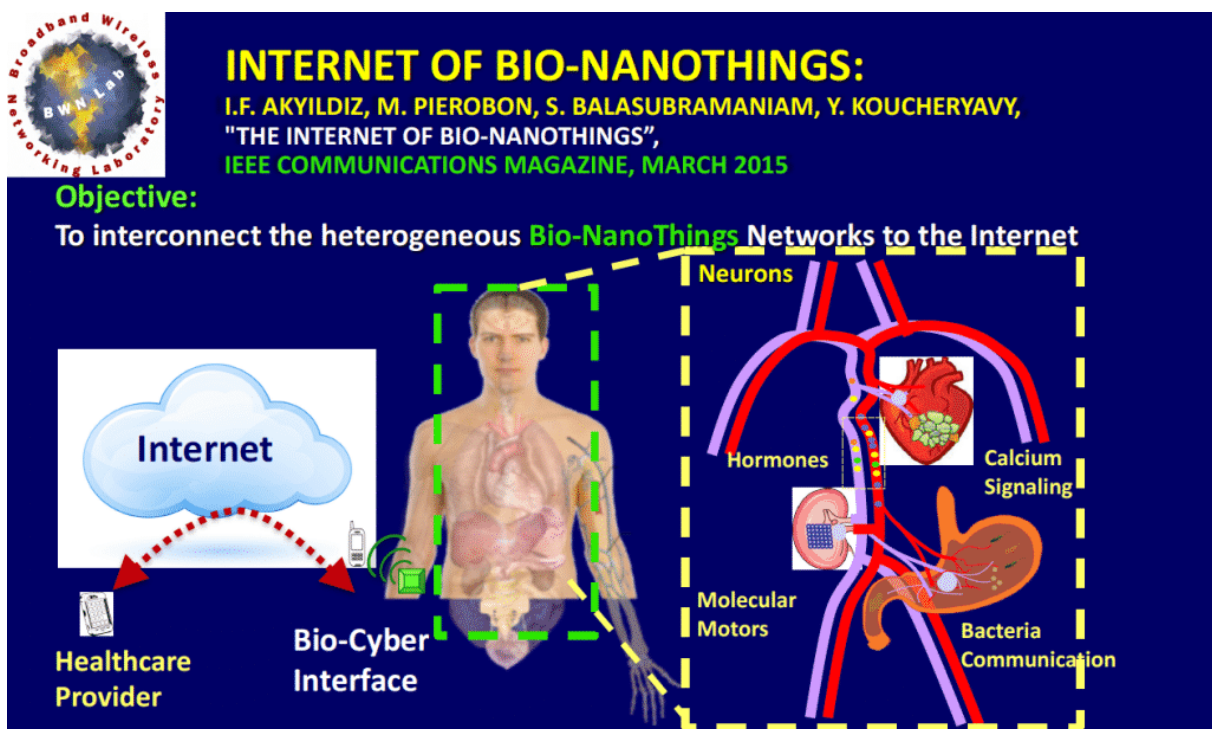 Broadband Wireless Networking Laboratory
BWN Lab
INTERNET OF BIO-NANOTHINGS:
I.F. AKYILDIZ, M. PIEROBON, S. BALASUBRAMANIAM, Y. KOUCHERYAVY,
"THE INTERNET OF BIO-NANOTHINGS”,
IEEE COMMUNICATIONS MAGAZINE, MARCH 2015
Objective:
To interconnect the heterogeneous Bio-NanoThings Networks to the Internet
Neurons
Internet
Hormones
Calcium
Signaling
Molecular
Motors
Bacteria
Communication
Bio-Cyber
Interface
Healthcare
Provider